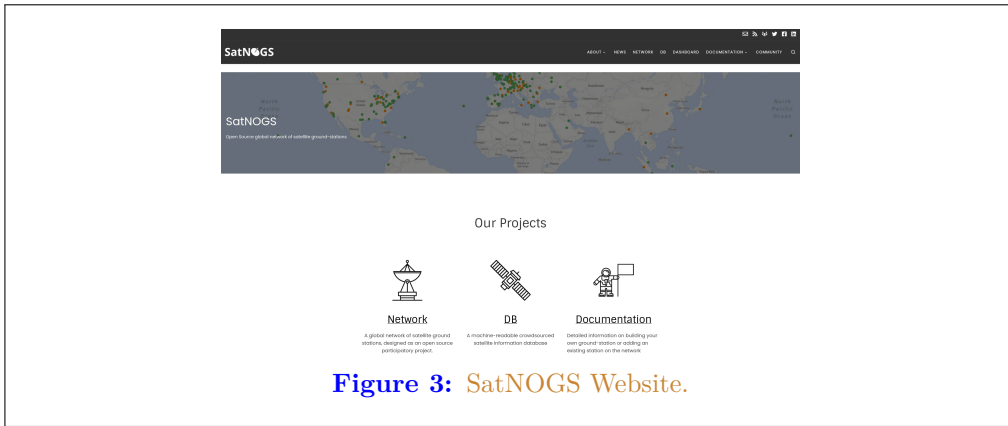 SatNOGS
ABOUT NEWS NETWORK DB DASHBOARD DOCUMENTATION COMMUNITY
SatNOGS
Open Source global network of satellite ground-stations
Our Projects
Network
A global network of satellite ground
stations, designed as an open source
participatory project.
DB
A machine-readable crowdsourced
satellite information database
Documentation
Detailed information on building your
own ground-station or adding an
existing station on the network
Figure 3: SatNOGS Website.